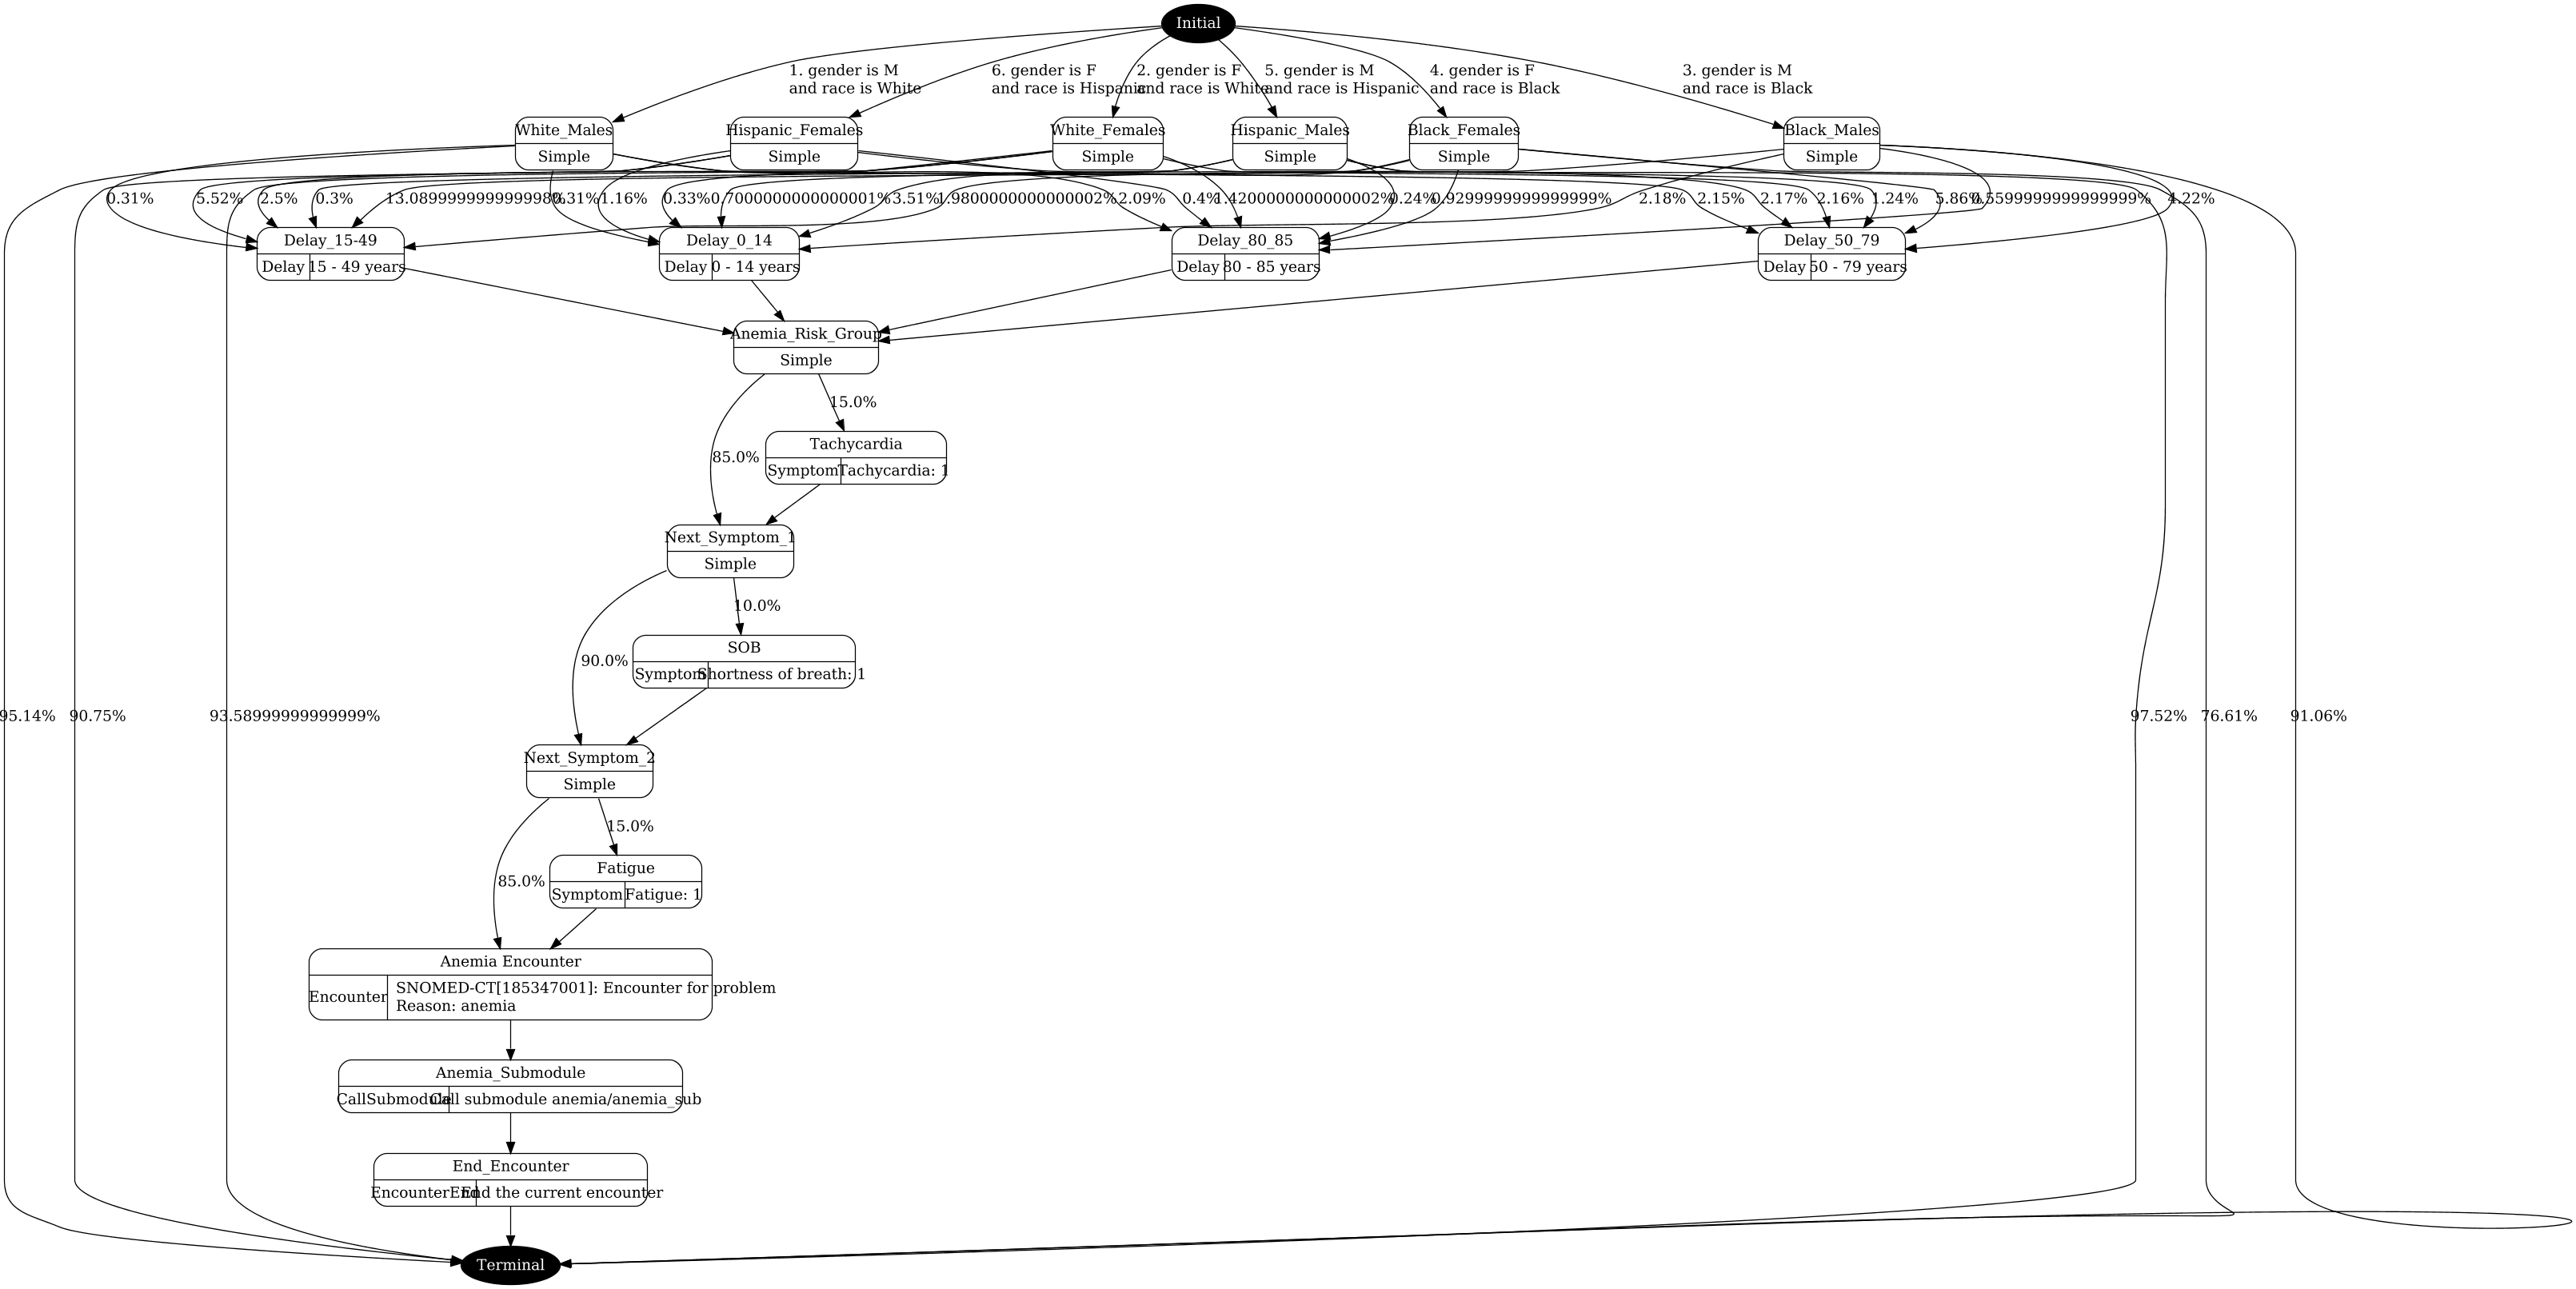 Initial
1. gender is M
and race is White
6. gender is F
and race is Hispanic
2. gender is F
and race is White
5. gender is M
and race is Hispanic
4. gender is F
and race is Black
3. gender is M
and race is Black
White_Males
Simple
Hispanic_Females
Simple
White_Females
Simple
Hispanic_Males
Simple
Black_Females
Simple
Black_Males
Simple
0.31%
5.52%
2.5%
0.3%
13.089999999999998%
0.31%
1.16%
0.33%
0.7000000000000001%
3.51%
1.9800000000000002%
2.09%
0.4%
1.4200000000000002%
0.24%
0.9299999999999999%
2.18%
2.15%
2.17%
2.16%
1.24%
5.86%
0.5599999999999999%
4.22%
Delay_15-49
Delay
15 - 49 years
Delay_0_14
Delay
0 - 14 years
Delay_80_85
Delay
80 - 85 years
Delay_50_79
Delay
50 - 79 years
Anemia_Risk_Group
Simple
15.0%
85.0%
Tachycardia
Symptom
Tachycardia: 1
Next_Symptom_1
Simple
10.0%
90.0%
SOB
Symptom
Shortness of breath: 1
95.14%
90.75%
93.58999999999999%
97.52%
76.61%
91.06%
Next_Symptom_2
Simple
15.0%
85.0%
Fatigue
Symptom
Fatigue: 1
Anemia Encounter
Encounter
SNOMED-CT[185347001]: Encounter for problem
Reason: anemia
Anemia_Submodule
CallSubmodule
Call submodule anemia/anemia_sub
End_Encounter
EncounterEnd
End the current encounter
Terminal